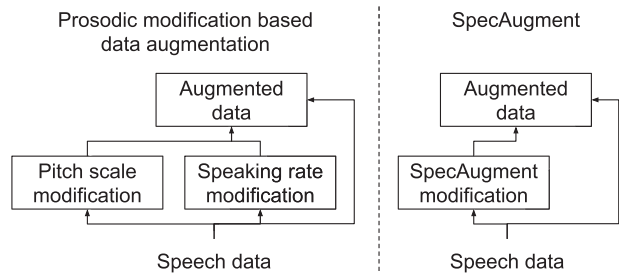 Prosodic modification based
data augmentation
Augmented
data
Pitch scale
modification
Speaking rate
modification
Speech data
SpecAugment
Augmented
data
SpecAugment
modification
Speech data